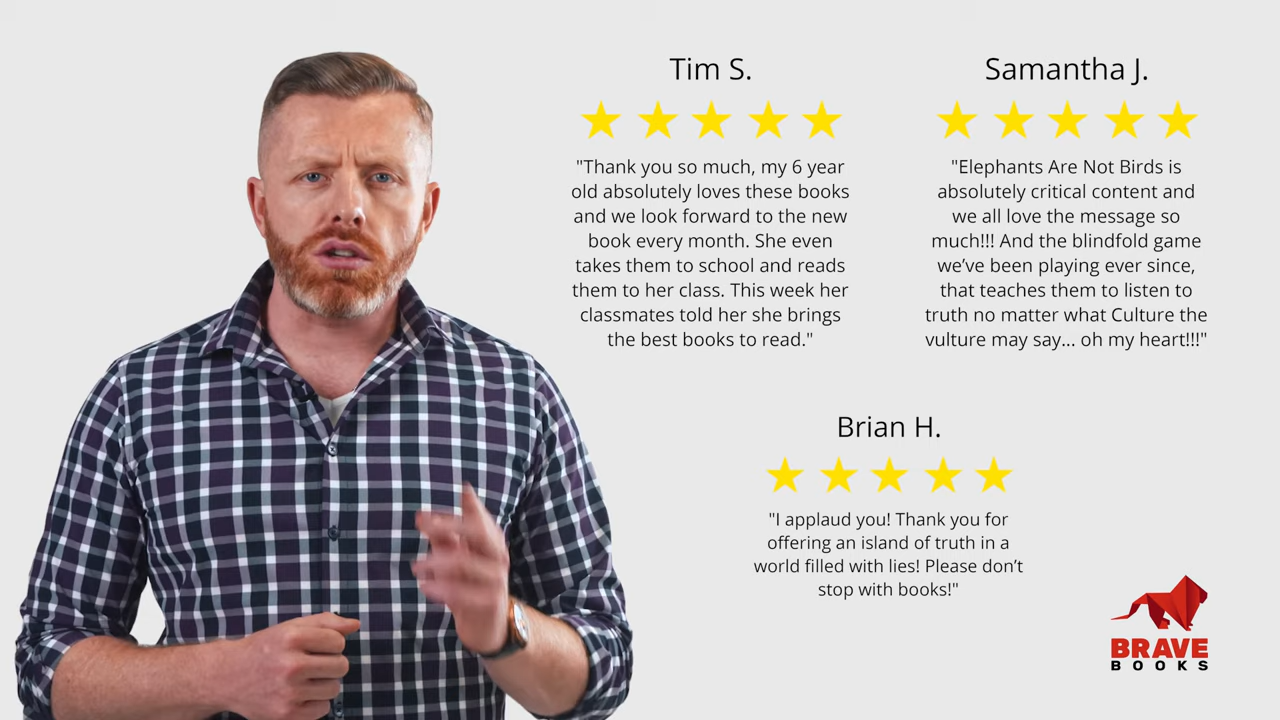 Tim S.
"Thank you so much, my 6 year
old absolutely loves these books
and we look forward to the new
book every month. She even
takes them to school and reads
them to her class. This week her
classmates told her she brings
the best books to read."
Samantha J.
"Elephants Are Not Birds is
absolutely critical content and
we all love the message so
much!!! And the blindfold game
we’ve been playing ever since,
that teaches them to listen to
truth no matter what Culture the
vulture may say... oh my heart!!!"
Brian H.
"I applaud you! Thank you for
offering an island of truth in a
world filled with lies! Please don’t
stop with books!"
BRAVE
BOOKS